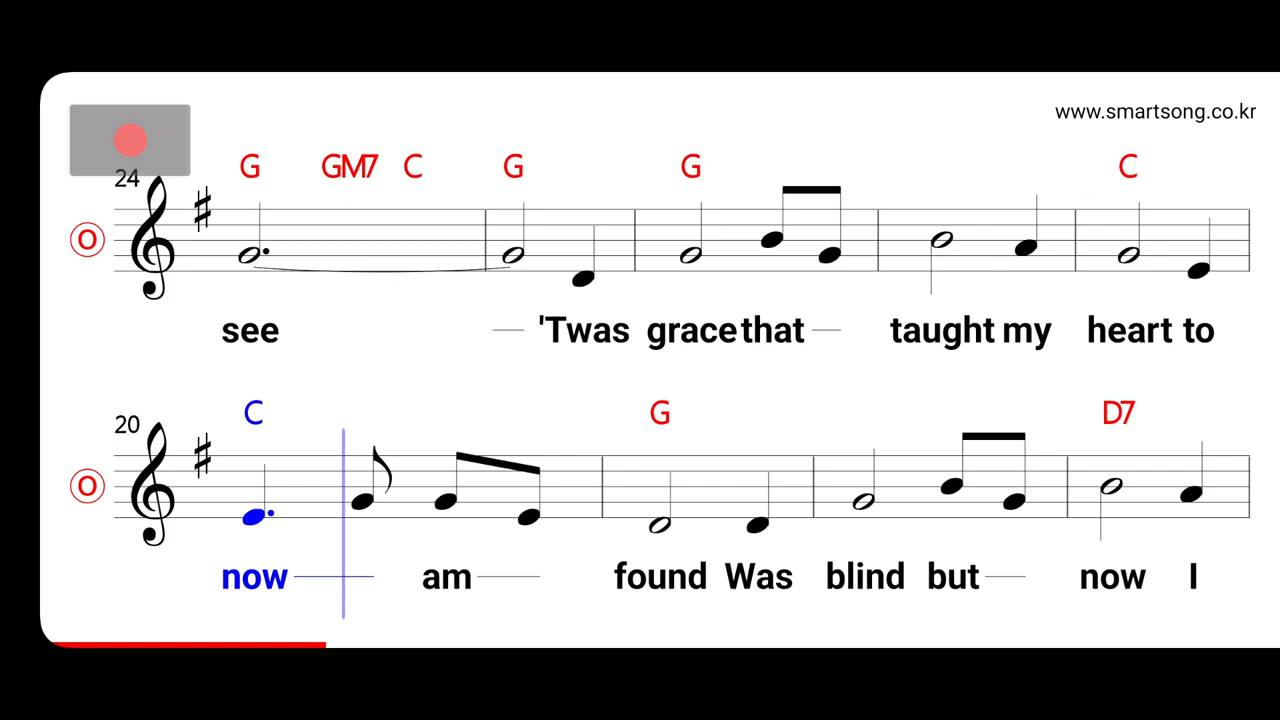 www.smartsong.co.kr
G GM7 C G G C
24
O
see 'Twas grace that taught my heart to
C G D7
20
O
now am found Was blind but now I